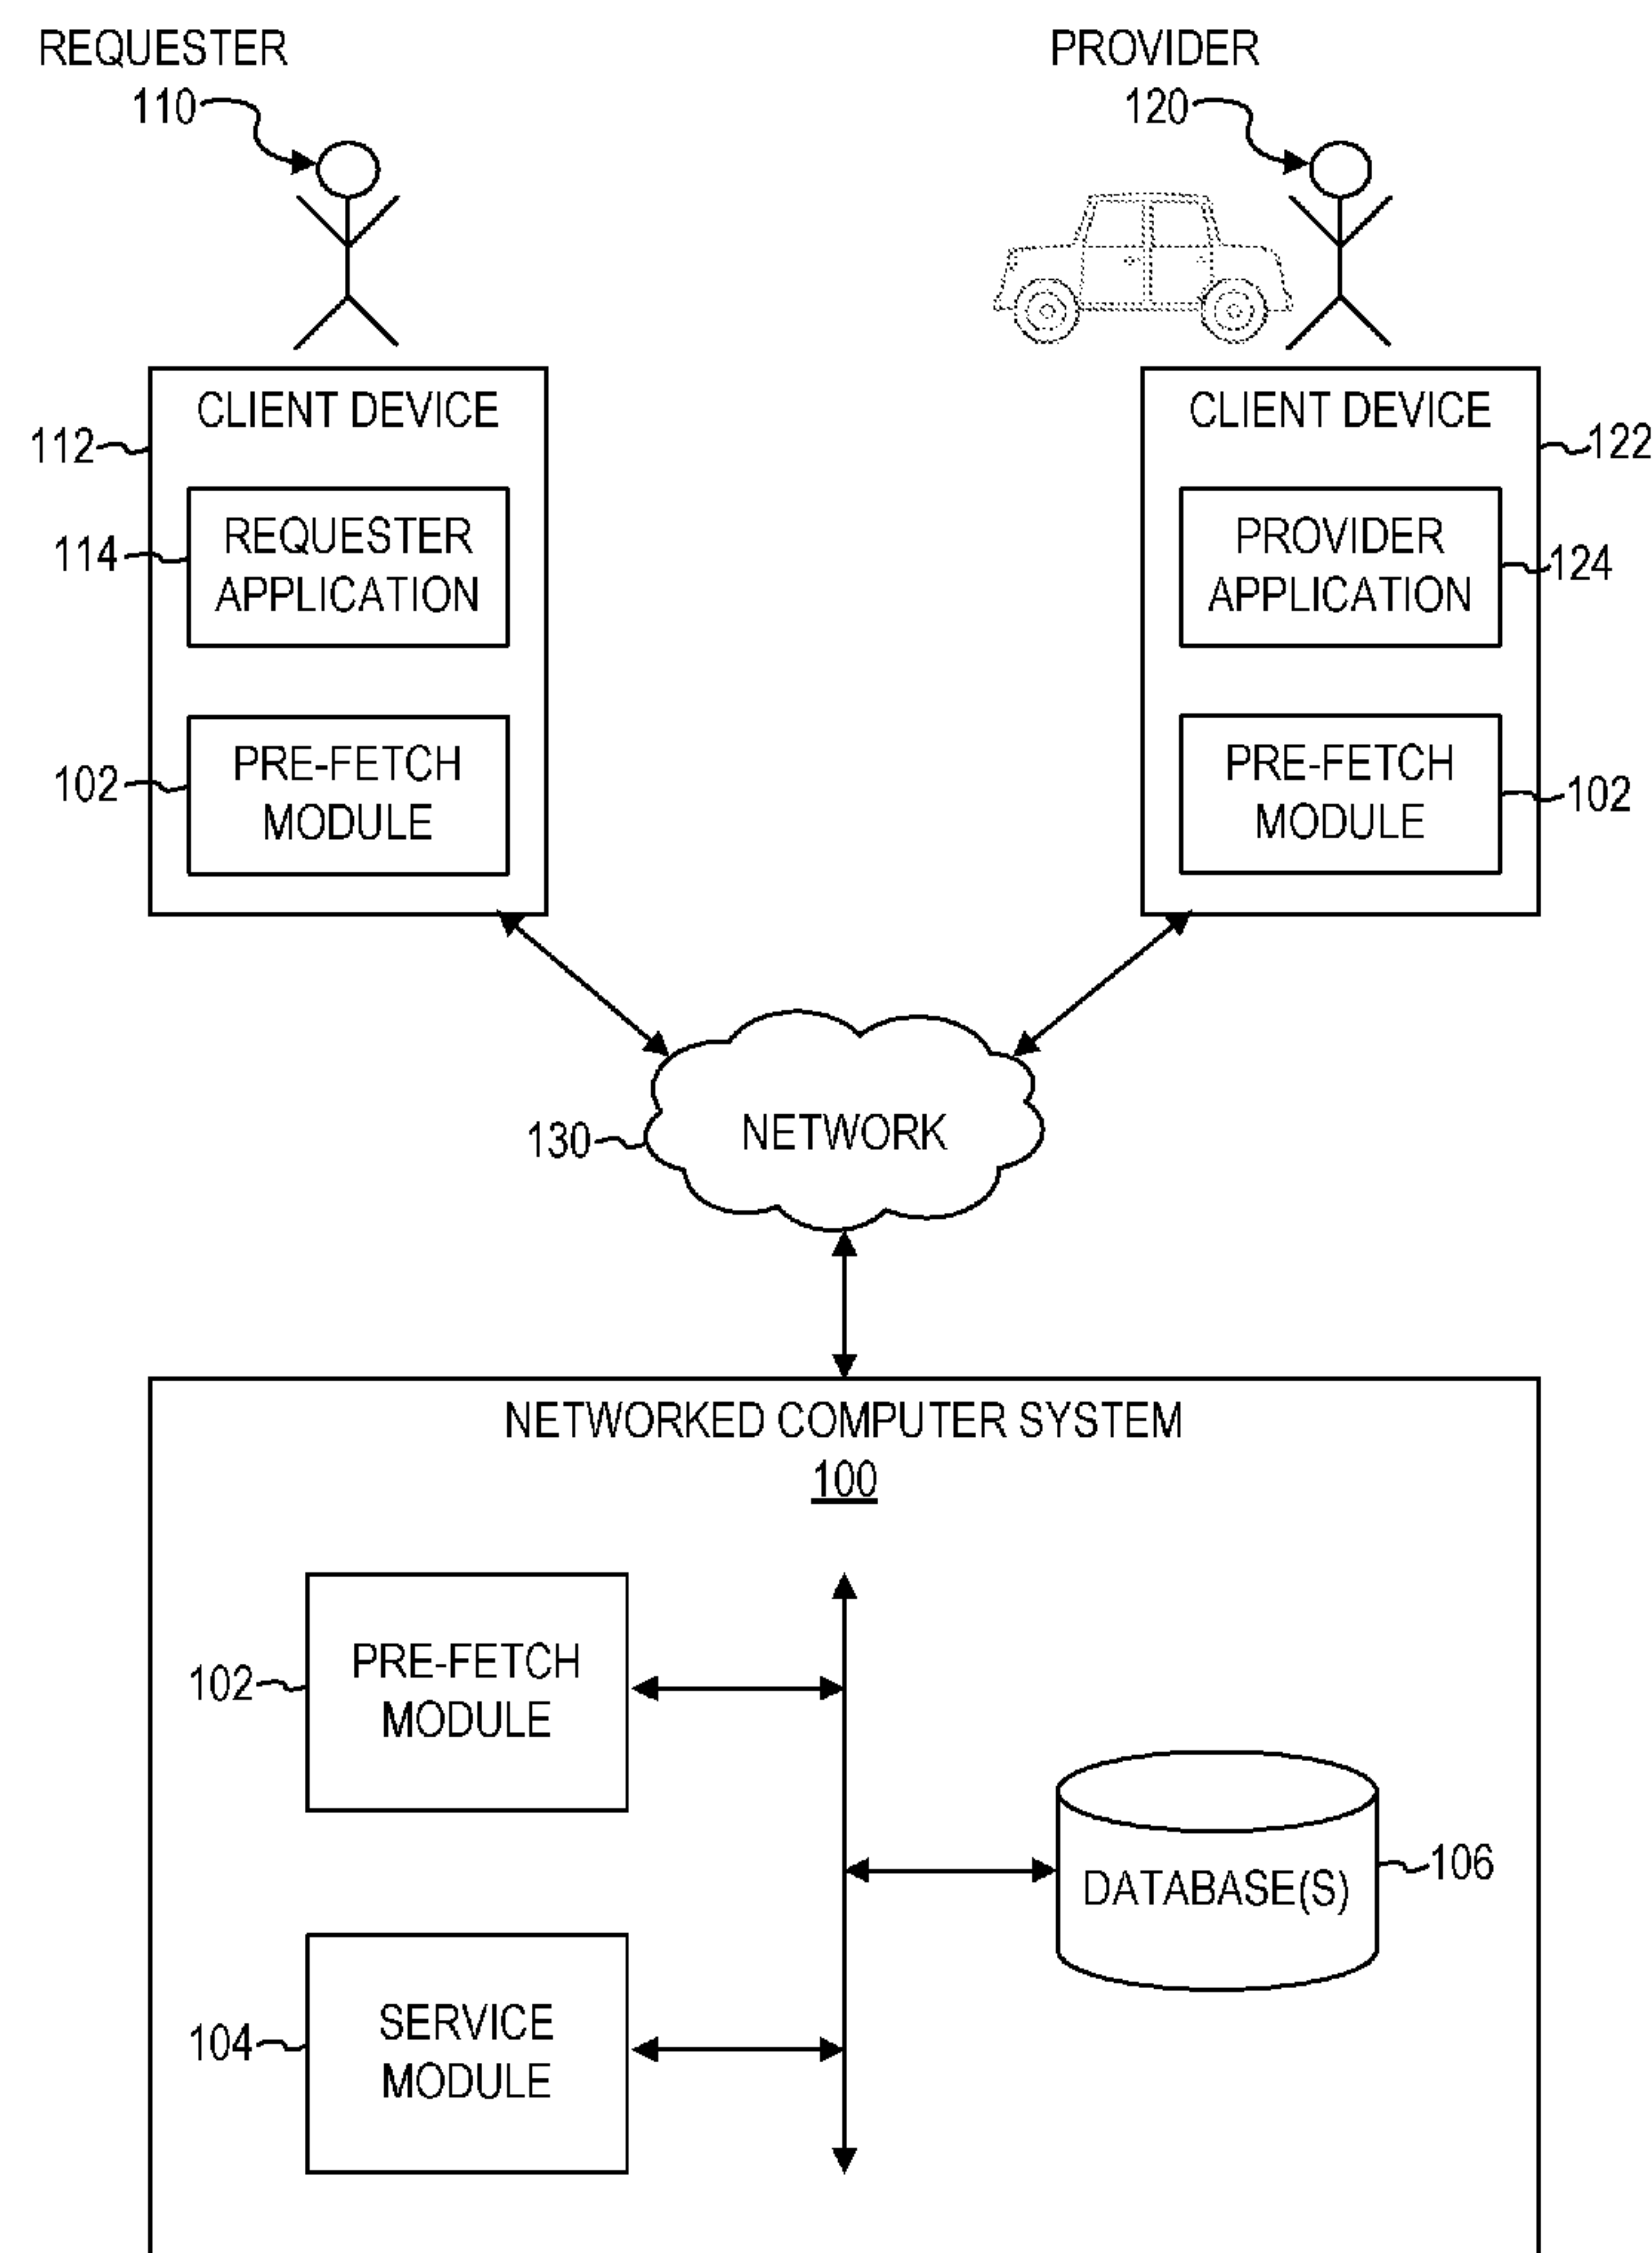 REQUESTER
110
PROVIDER
120
CLIENT DEVICE
112
REQUESTER
APPLICATION
114
PRE-FETCH
MODULE
102
CLIENT DEVICE
122
PROVIDER
APPLICATION
124
PRE-FETCH
MODULE
102
NETWORK
130
NETWORKED COMPUTER SYSTEM
100
PRE-FETCH
MODULE
102
DATABASE(S)
106
SERVICE
MODULE
104